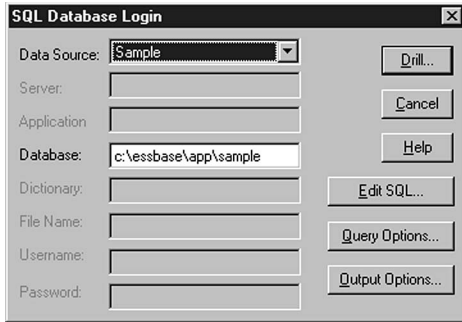 SQL Database Login
Data Source: Sample
Drill...
Server:
Cancel
Application
Help
Database: c:\essbase\app\sample
Dictionary:
Edit SQL...
File Name:
Query Options...
Username:
Output Options...
Password: